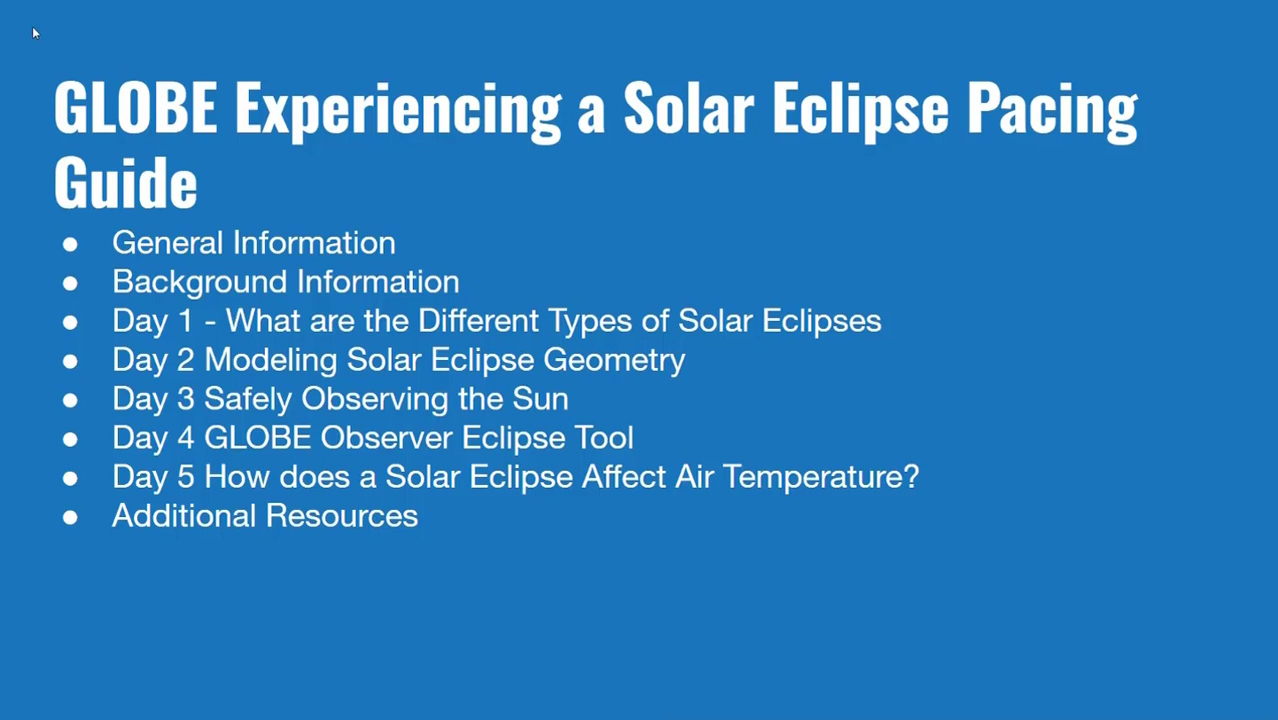 GLOBE Experiencing a Solar Eclipse Pacing
Guide
● General Information
● Background Information
● Day 1 - What are the Different Types of Solar Eclipses
● Day 2 Modeling Solar Eclipse Geometry
● Day 3 Safely Observing the Sun
● Day 4 GLOBE Observer Eclipse Tool
● Day 5 How does a Solar Eclipse Affect Air Temperature?
● Additional Resources